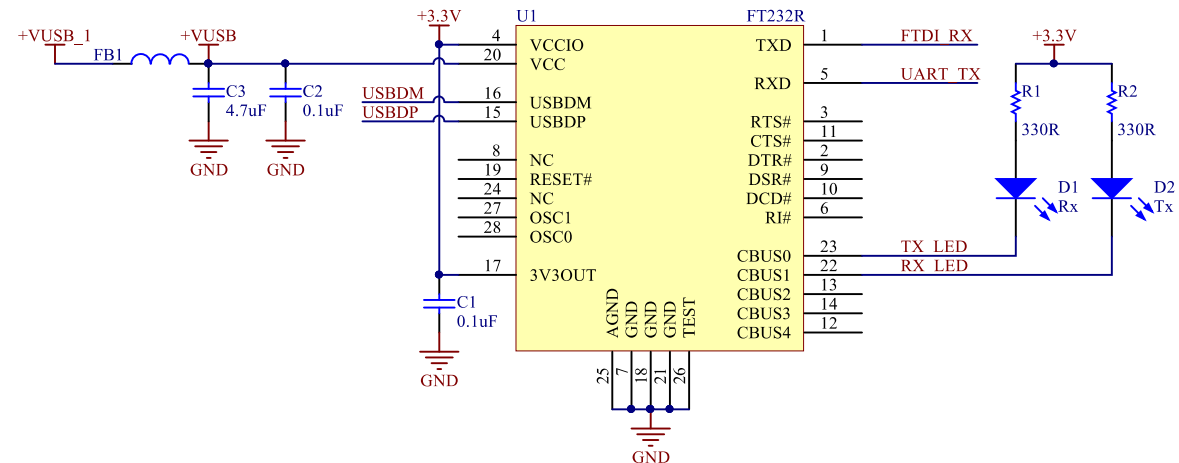 +3.3V
U1
FT232R
+VUSB_1
+VUSB
+3.3V
FB1
4
VCCIO
TXD
1
FTDI_RX
20
VCC
C3
4.7uF
C2
0.1uF
RXD
5
UART_TX
USBDM
16
USBDM
USBDP
15
USBDP
R1
330R
R2
330R
RTS#
3
CTS#
11
GND
GND
8
NC
DTR#
2
19
RESET#
DSR#
9
24
NC
DCD#
10
27
OSC1
RI#
6
28
OSC0
D1
Rx
D2
Tx
CBUS0
23
TX_LED
17
3V3OUT
CBUS1
22
RX_LED
CBUS2
13
C1
0.1uF
CBUS3
14
CBUS4
12
AGND
GND
GND
GND
TEST
25
7
18
21
26
GND
GND